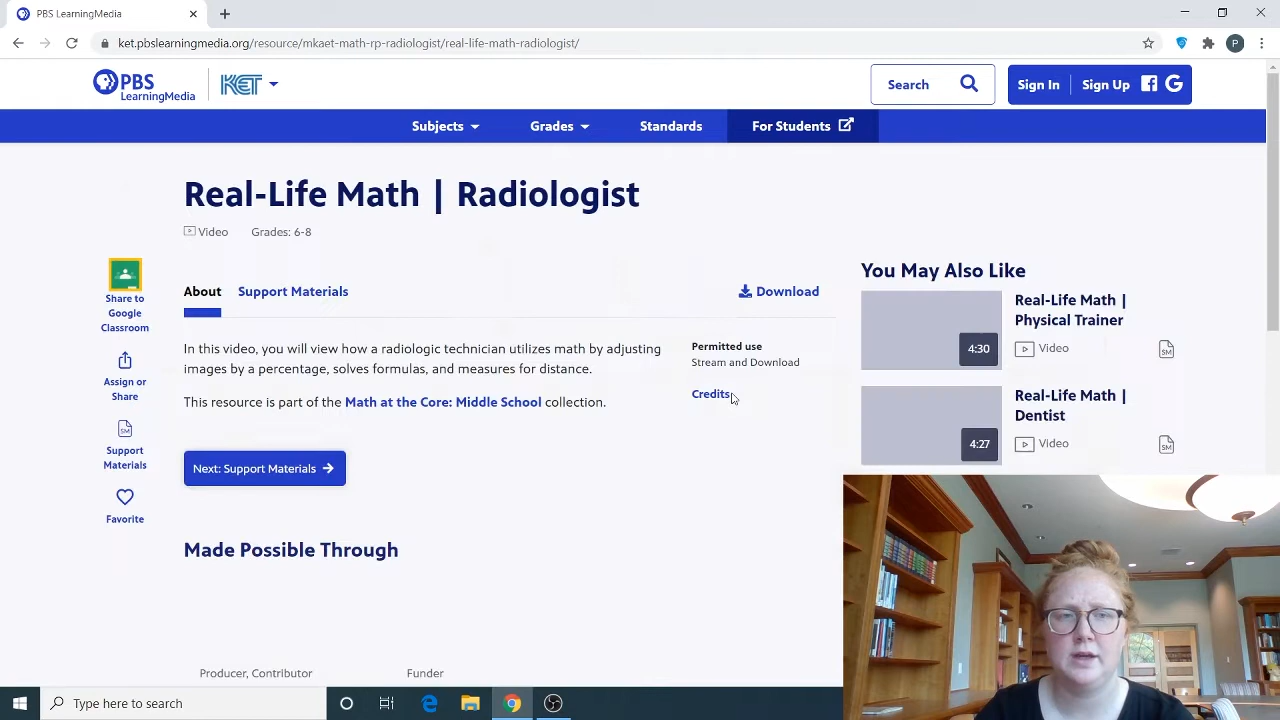 PBS LearningMedia
ket.pbslearningmedia.org/resource/mkaet-math-rp-radiologist/real-life-math-radiologist/
P
PBS
LearningMedia
KET
Search
Sign In
Sign Up
Subjects
Grades
Standards
For Students
Real-Life Math | Radiologist
Video
Grades: 6-8
Share to
Google
Classroom
Assign or
Share
SM
Support
Materials
Favorite
About
Support Materials
Download
In this video, you will view how a radiologic technician utilizes math by adjusting
images by a percentage, solves formulas, and measures for distance.
This resource is part of the Math at the Core: Middle School collection.
Permitted use
Stream and Download
Credits
Next: Support Materials
Made Possible Through
Producer, Contributor
Funder
You May Also Like
4:30
Real-Life Math |
Physical Trainer
Video
SM
4:27
Real-Life Math |
Dentist
Video
SM
Type here to search